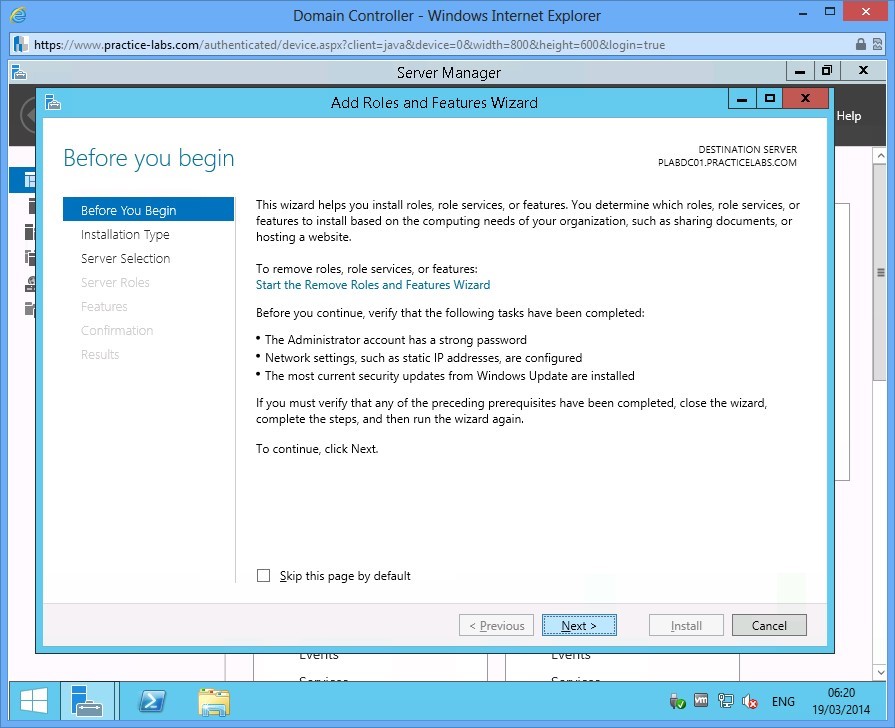 Domain Controller - Windows Internet Explorer
https://www.practice-labs.com/authenticated/device.aspx?client=java&device=0&width=800&height=600&login=true
Server Manager
Help
Add Roles and Features Wizard
Before you begin
DESTINATION SERVER
PLABDC01.PRACTICELABS.COM
Before You Begin
Installation Type
Server Selection
Server Roles
Features
Confirmation
Results
This wizard helps you install roles, role services, or features. You determine which roles, role services, or
features to install based on the computing needs of your organization, such as sharing documents, or
hosting a website.
To remove roles, role services, or features:
Start the Remove Roles and Features Wizard
Before you continue, verify that the following tasks have been completed:
• The Administrator account has a strong password
• Network settings, such as static IP addresses, are configured
• The most current security updates from Windows Update are installed
If you must verify that any of the preceding prerequisites have been completed, close the wizard,
complete the steps, and then run the wizard again.
To continue, click Next.
Skip this page by default
< Previous
Next >
Install
Cancel
Events
Events
Services
Services
vm
ENG
06:20
19/03/2014